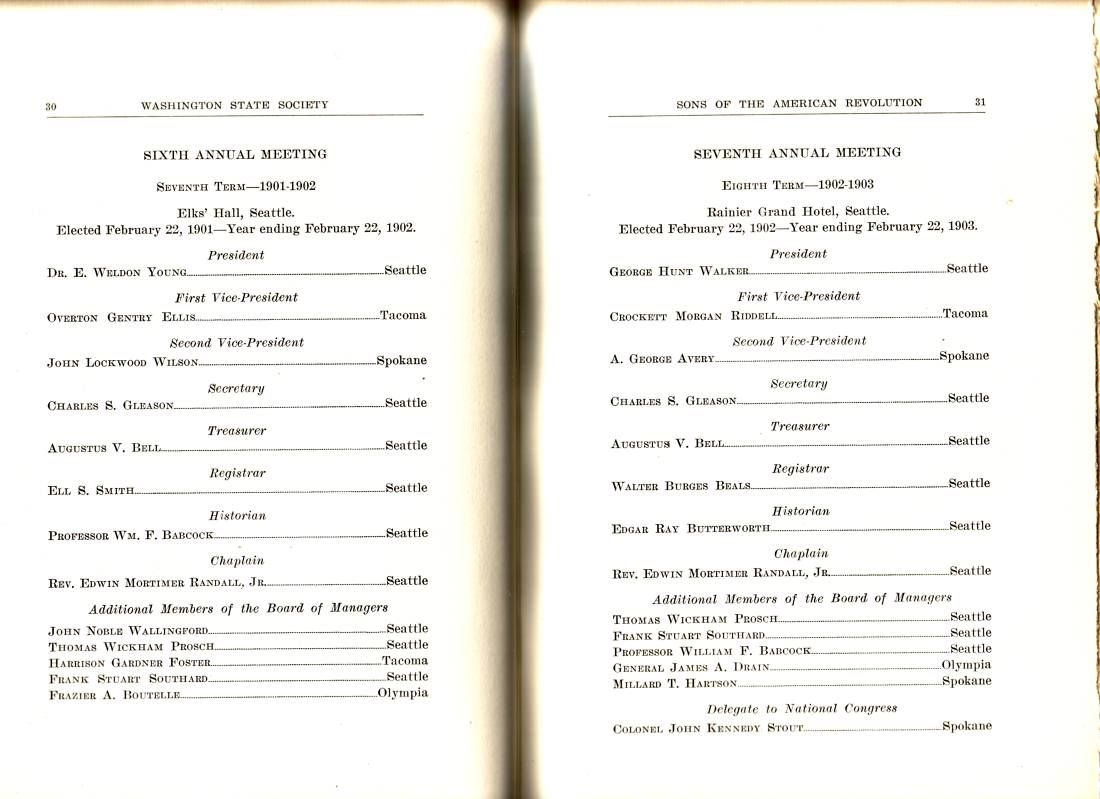 30 WASHINGTON STATE SOCIETY
SIXTH ANNUAL MEETING
SEVENTH TERM—1901-1902
Elks' Hall, Seattle.
Elected February 22, 1901—Year ending February 22, 1902.
President
DR. E. WELDON YOUNG Seattle
First Vice-President
OVERTON GENTRY ELLIS Tacoma
Second Vice-President
JOHN LOCKWOOD WILSON Spokane
Secretary
CHARLES S. GLEASON Seattle
Treasurer
AUGUSTUS V. BELL Seattle
Registrar
ELL S. SMITH Seattle
Historian
PROFESSOR WM. F. BABCOCK Seattle
Chaplain
REV. EDWIN MORTIMER RANDALL, JR. Seattle
Additional Members of the Board of Managers
JOHN NOBLE WALLINGFORD Seattle
THOMAS WICKHAM PROSCH Seattle
HARRISON GARDNER FOSTER Tacoma
FRANK STUART SOUTHARD Seattle
FRAZIER A. BOUTELLE Olympia
SONS OF THE AMERICAN REVOLUTION 31
SEVENTH ANNUAL MEETING
EIGHTH TERM—1902-1903
Rainier Grand Hotel, Seattle.
Elected February 22, 1902—Year ending February 22, 1903.
President
GEORGE HUNT WALKER Seattle
First Vice-President
CROCKETT MORGAN RIDDELL Tacoma
Second Vice-President
A. GEORGE AVERY Spokane
Secretary
CHARLES S. GLEASON Seattle
Treasurer
AUGUSTUS V. BELL Seattle
Registrar
WALTER BURGES BEALS Seattle
Historian
EDGAR RAY BUTTERWORTH Seattle
Chaplain
REV. EDWIN MORTIMER RANDALL, JR. Seattle
Additional Members of the Board of Managers
THOMAS WICKHAM PROSCH Seattle
FRANK STUART SOUTHARD Seattle
PROFESSOR WILLIAM F. BABCOCK Seattle
GENERAL JAMES A. DRAIN Olympia
MILLARD T. HARTSON Spokane
Delegate to National Congress
COLONEL JOHN KENNEDY STOUT Spokane